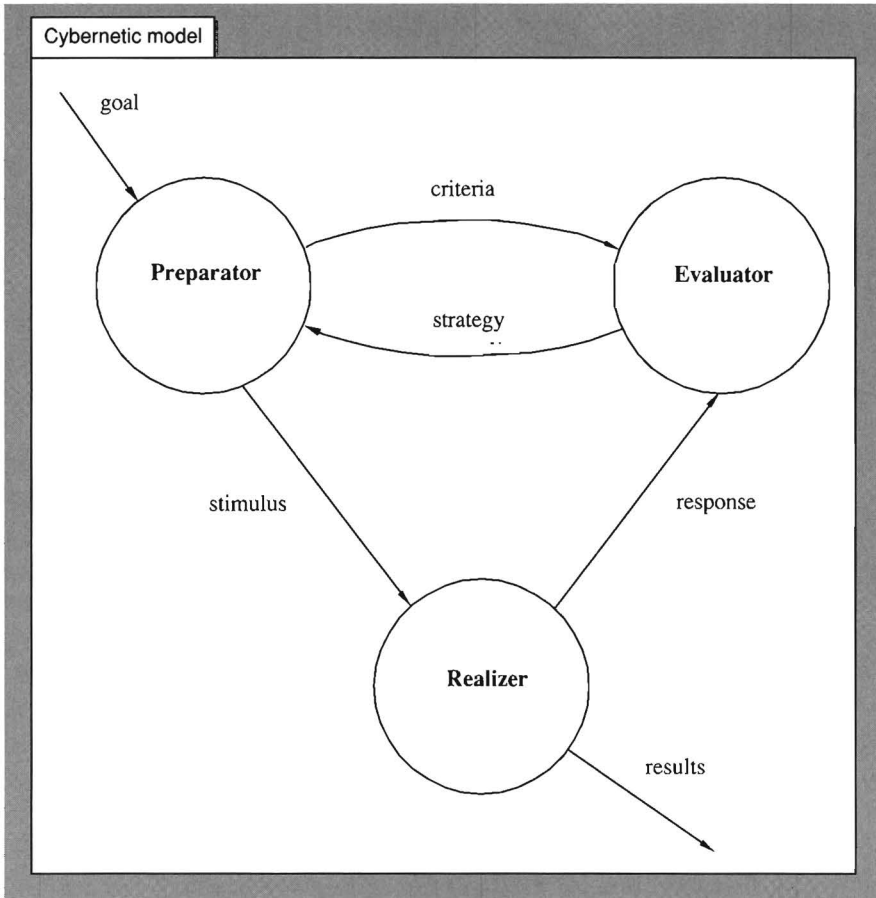 Cybernetic model
goal
criteria
Preparator
Evaluator
strategy
stimulus
response
Realizer
results